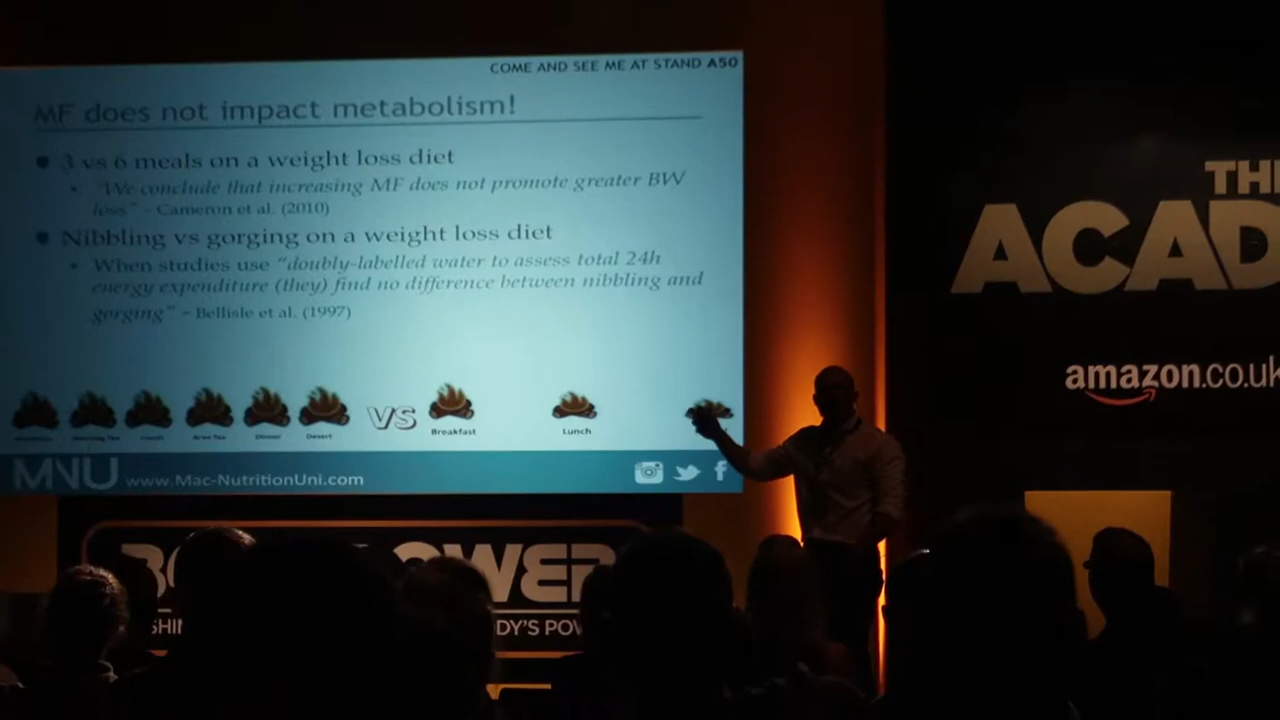 COME AND SEE ME AT STAND A50
MF does not impact metabolism!
3 vs 6 meals on a weight loss diet
"We conclude that increasing MF does not promote greater BW
loss" – Cameron et al. (2010)
Nibbling vs gorging on a weight loss diet
When studies use "doubly-labelled water to assess total 24h
energy expenditure (they) find no difference between nibbling and
gorging" – Bellisle et al. (1997)
Dinner Desert VS Breakfast Lunch
MNU www.Mac-NutritionUni.com
THE
ACAD
amazon.co.uk
WER
DY'S POW